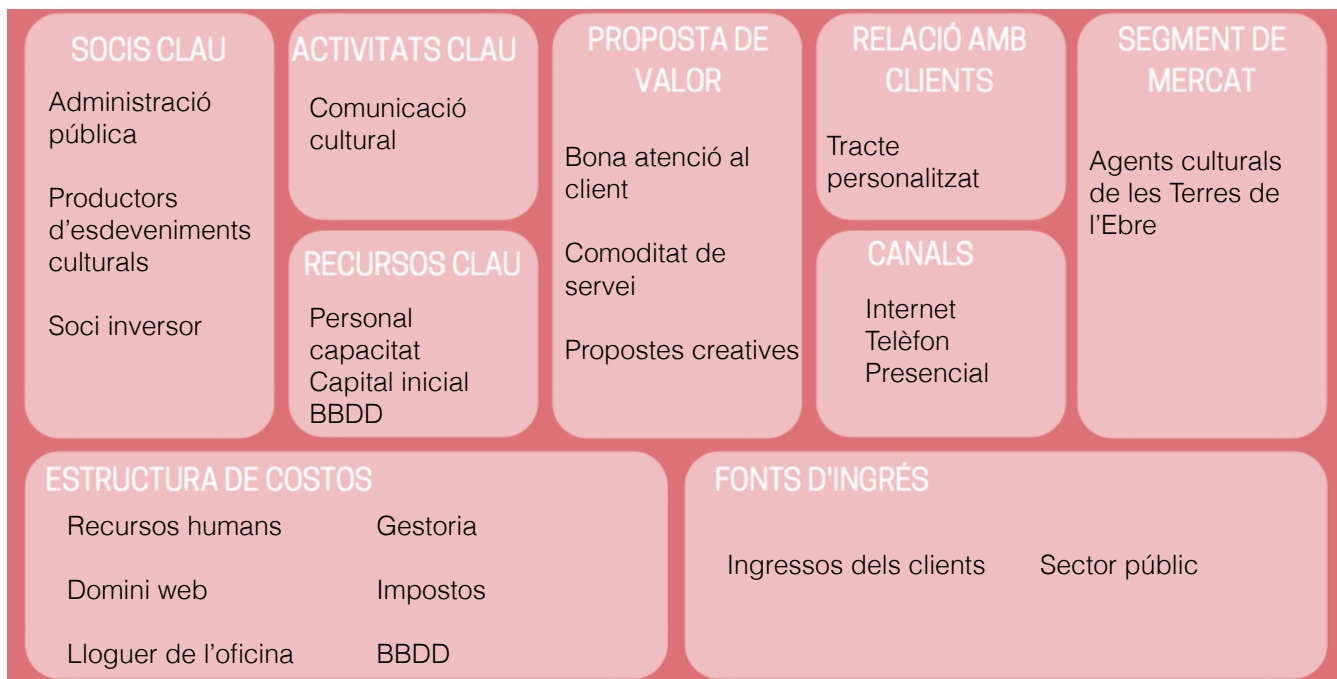 SOCIS CLAU
Administració
pública
Productors
d’esdeveniments
culturals
Soci inversor
ACTIVITATS CLAU
Comunicació
cultural
RECURSOS CLAU
Personal
capacitat
Capital inicial
BBDD
PROPOSTA DE
VALOR
Bona atenció al
client
Comoditat de
servei
Propostes creatives
RELACIÓ AMB
CLIENTS
Tracte
personalitzat
CANALS
Internet
Telèfon
Presencial
SEGMENT DE
MERCAT
Agents culturals
de les Terres de
l’Ebre
ESTRUCTURA DE COSTOS
Recursos humans
Domini web
Lloguer de l’oficina
Gestoria
Impostos
BBDD
FONTS D'INGRÉS
Ingressos dels clients
Sector públic